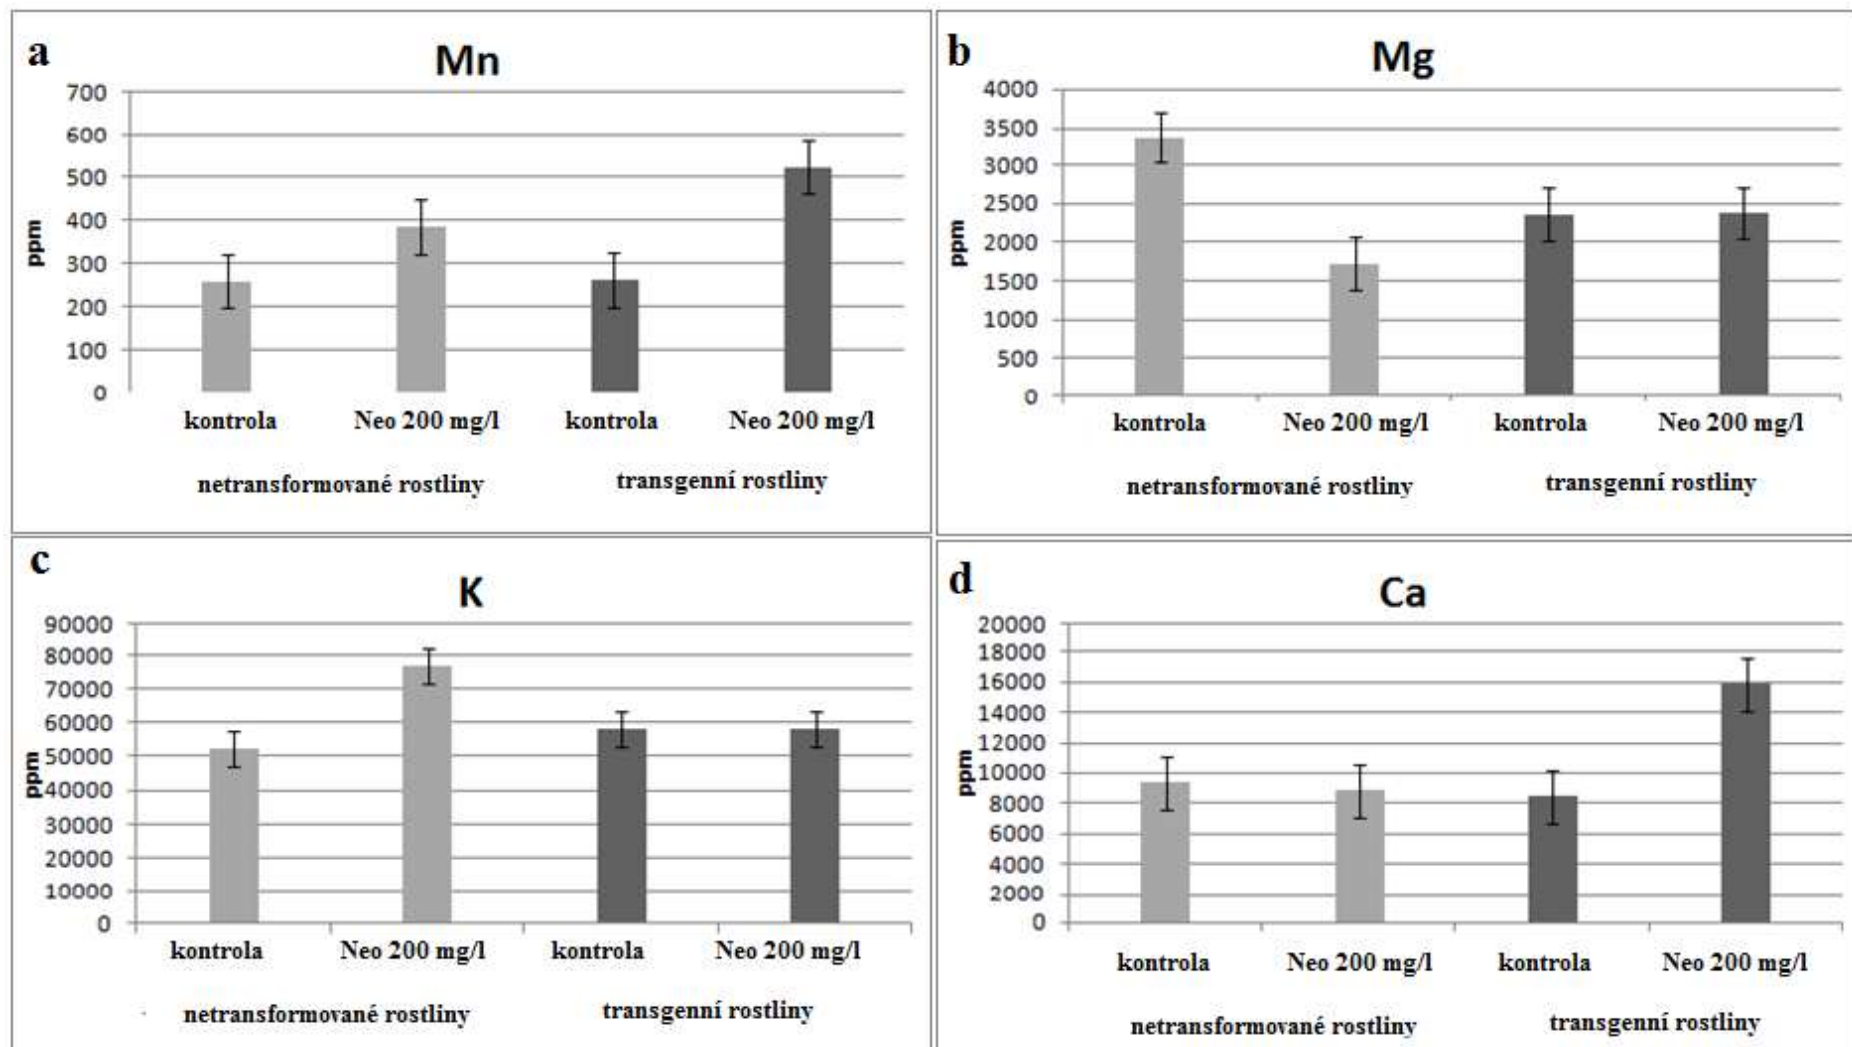 a
Mn
700
600
500
400
300
200
100
0
ppm
kontrola Neo 200 mg/l kontrola Neo 200 mg/l
netransformované rostliny transgenní rostliny
b
Mg
4000
3500
3000
2500
2000
1500
1000
500
0
ppm
kontrola Neo 200 mg/l kontrola Neo 200 mg/l
netransformované rostliny transgenní rostliny
c
K
90000
80000
70000
60000
50000
40000
30000
20000
10000
0
ppm
kontrola Neo 200 mg/l kontrola Neo 200 mg/l
netransformované rostliny transgenní rostliny
d
Ca
20000
18000
16000
14000
12000
10000
8000
6000
4000
2000
0
ppm
kontrola Neo 200 mg/l kontrola Neo 200 mg/l
netransformované rostliny transgenní rostliny